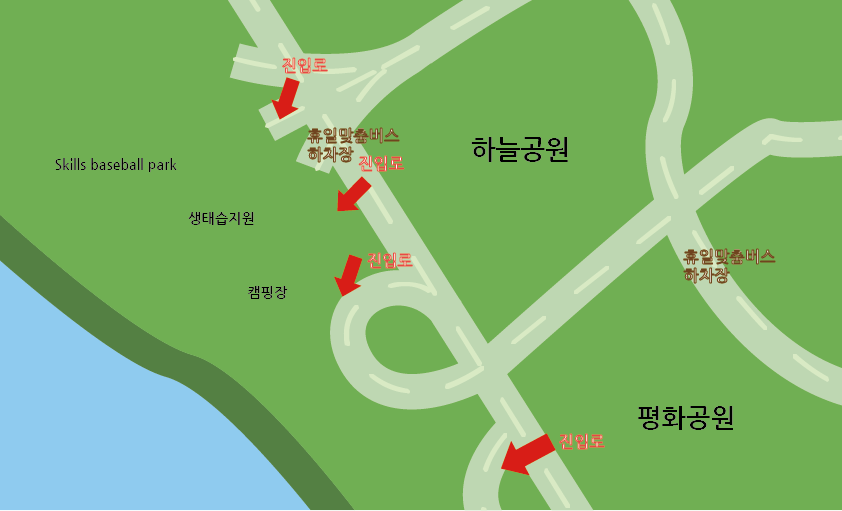 진입로
휴일맞춤버스
하차장
진입로
하늘공원
Skills baseball park
생태습지원
진입로
휴일맞춤버스
하차장
캠핑장
평화공원
진입로